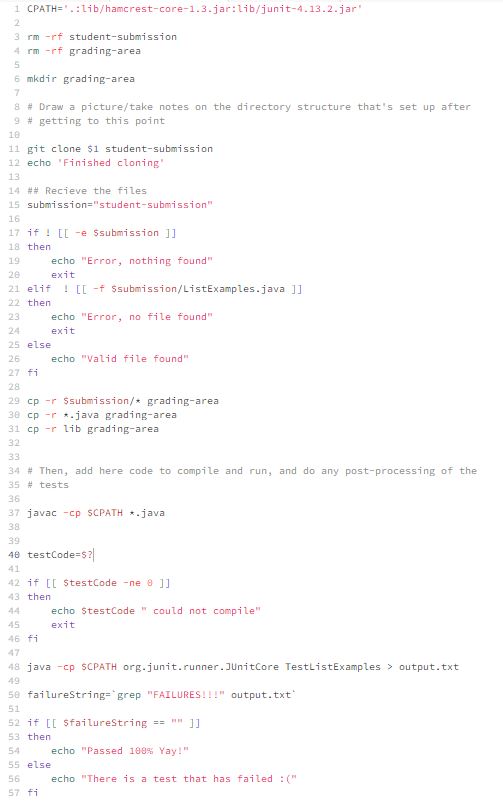 1 CPATH='.:lib/hamcrest-core-1.3.jar:lib/junit-4.13.2.jar'
2
3 rm -rf student-submission
4 rm -rf grading-area
5
6 mkdir grading-area
7
8 # Draw a picture/take notes on the directory structure that's set up after
9 # getting to this point
10
11 git clone $1 student-submission
12 echo 'Finished cloning'
13
14 ## Recieve the files
15 submission="student-submission"
16
17 if ! [[ -e $submission ]]
18 then
19     echo "Error, nothing found"
20     exit
21 elif  ! [[ -f $submission/ListExamples.java ]]
22 then
23     echo "Error, no file found"
24     exit
25 else
26     echo "Valid file found"
27 fi
28
29 cp -r $submission/* grading-area
30 cp -r *.java grading-area
31 cp -r lib grading-area
32
33
34 # Then, add here code to compile and run, and do any post-processing of the
35 # tests
36
37 javac -cp $CPATH *.java
38
39
40 testCode=$?
41
42 if [[ $testCode -ne 0 ]]
43 then
44     echo $testCode " could not compile"
45     exit
46 fi
47
48 java -cp $CPATH org.junit.runner.JUnitCore TestListExamples > output.txt
49
50 failureString=`grep "FAILURES!!!" output.txt`
51
52 if [[ $failureString == "" ]]
53 then
54     echo "Passed 100% Yay!"
55 else
56     echo "There is a test that has failed :("
57 fi